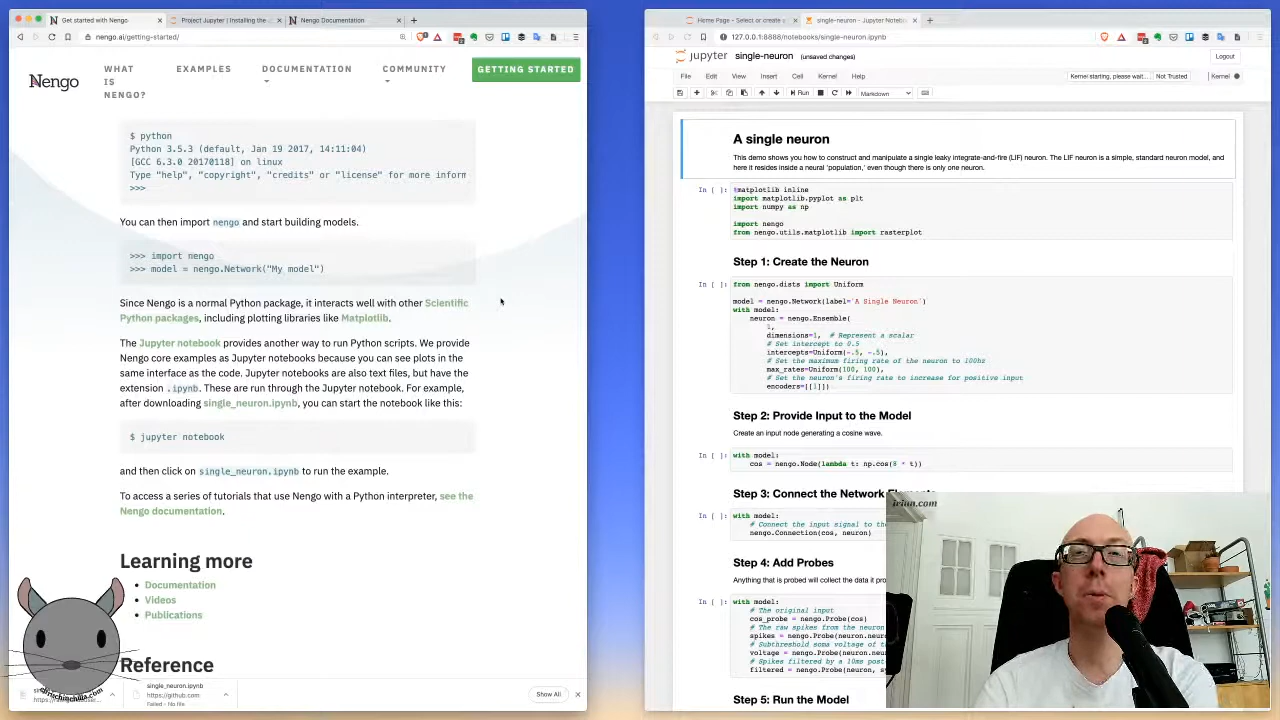 Get started with Nengo
Project Jupyter | Installing the
Nengo Documentation
nengo.ai/getting-started/
Nengo
WHAT
IS
NENGO?
EXAMPLES
DOCUMENTATION
COMMUNITY
GETTING STARTED
$ python
Python 3.5.3 (default, Jan 19 2017, 14:11:04)
[GCC 6.3.0 20170118] on linux
Type "help", "copyright", "credits" or "license" for more inform
>>>
You can then import nengo and start building models.
>>> import nengo
>>> model = nengo.Network("My model")
Since Nengo is a normal Python package, it interacts well with other Scientific
Python packages, including plotting libraries like Matplotlib.
The Jupyter notebook provides another way to run Python scripts. We provide
Nengo core examples as Jupyter notebooks because you can see plots in the
same interface as the code. Jupyter notebooks are also text files, but have the
extension .ipynb. These are run through the Jupyter notebook. For example,
after downloading single_neuron.ipynb, you can start the notebook like this:
$ jupyter notebook
and then click on single_neuron.ipynb to run the example.
To access a series of tutorials that use Nengo with a Python interpreter, see the
Nengo documentation.
Learning more
• Documentation
• Videos
• Publications
Reference
single_neuron.ipynb
https://github.com
Failed - No file
Show All
Home Page - Select or create
single-neuron - Jupyter Notebo
127.0.0.1:8888/notebooks/single-neuron.ipynb
jupyter single-neuron (unsaved changes)
Logout
File Edit View Insert Cell Kernel Help
Kernel starting, please wait... Not Trusted Kernel
Run
Markdown
A single neuron
This demo shows you how to construct and manipulate a single leaky integrate-and-fire (LIF) neuron. The LIF neuron is a simple, standard neuron model, and
here it resides inside a neural 'population,' even though there is only one neuron.
In [ ]: %matplotlib inline
import matplotlib.pyplot as plt
import numpy as np
import nengo
from nengo.utils.matplotlib import rasterplot
Step 1: Create the Neuron
In [ ]: from nengo.dists import Uniform
model = nengo.Network(label='A Single Neuron')
with model:
neuron = nengo.Ensemble(
1,
dimensions=1, # Represent a scalar
# Set intercept to 0.5
intercepts=Uniform(-.5, -.5),
# Set the maximum firing rate of the neuron to 100hz
max_rates=Uniform(100, 100),
# Set the neuron's firing rate to increase for positive input
encoders=[[1]])
Step 2: Provide Input to the Model
Create an input node generating a cosine wave.
In [ ]: with model:
cos = nengo.Node(lambda t: np.cos(8 * t))
Step 3: Connect the Network Elements
In [ ]: with model:
# Connect the input signal to the
nengo.Connection(cos, neuron)
Step 4: Add Probes
Anything that is probed will collect the data it pro
In [ ]: with model:
# The original input
cos_probe = nengo.Probe(cos)
# The raw spikes from the neuron
spikes = nengo.Probe(neuron.neur
# Subthreshold soma voltage of t
voltage = nengo.Probe(neuron.neu
# Spikes filtered by a 10ms post
filtered = nengo.Probe(neuron, sy
Step 5: Run the Model